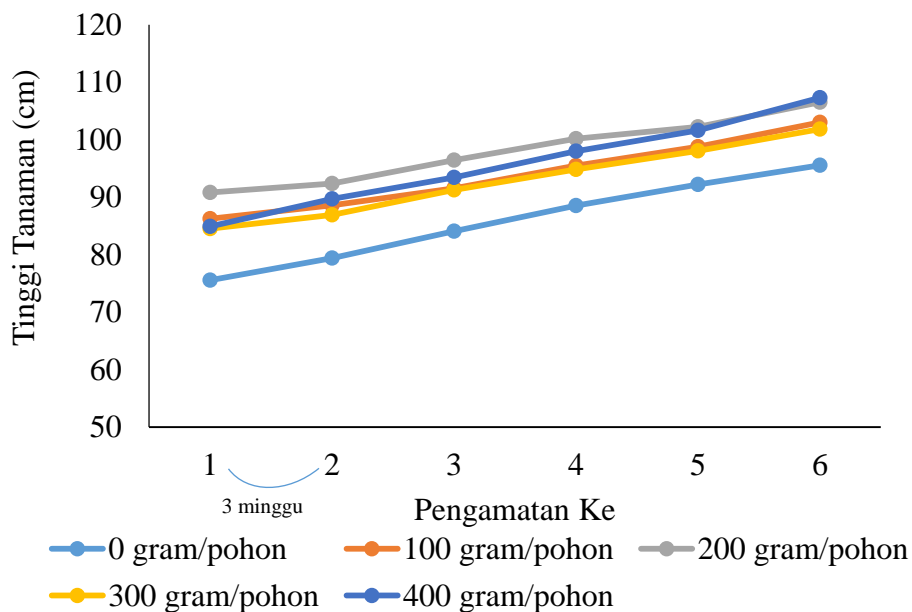 120
110
100
90
80
70
60
50
Tinggi Tanaman (cm)
1 2 3 4 5 6
3 minggu
Pengamatan Ke
0 gram/pohon 100 gram/pohon 200 gram/pohon
300 gram/pohon 400 gram/pohon